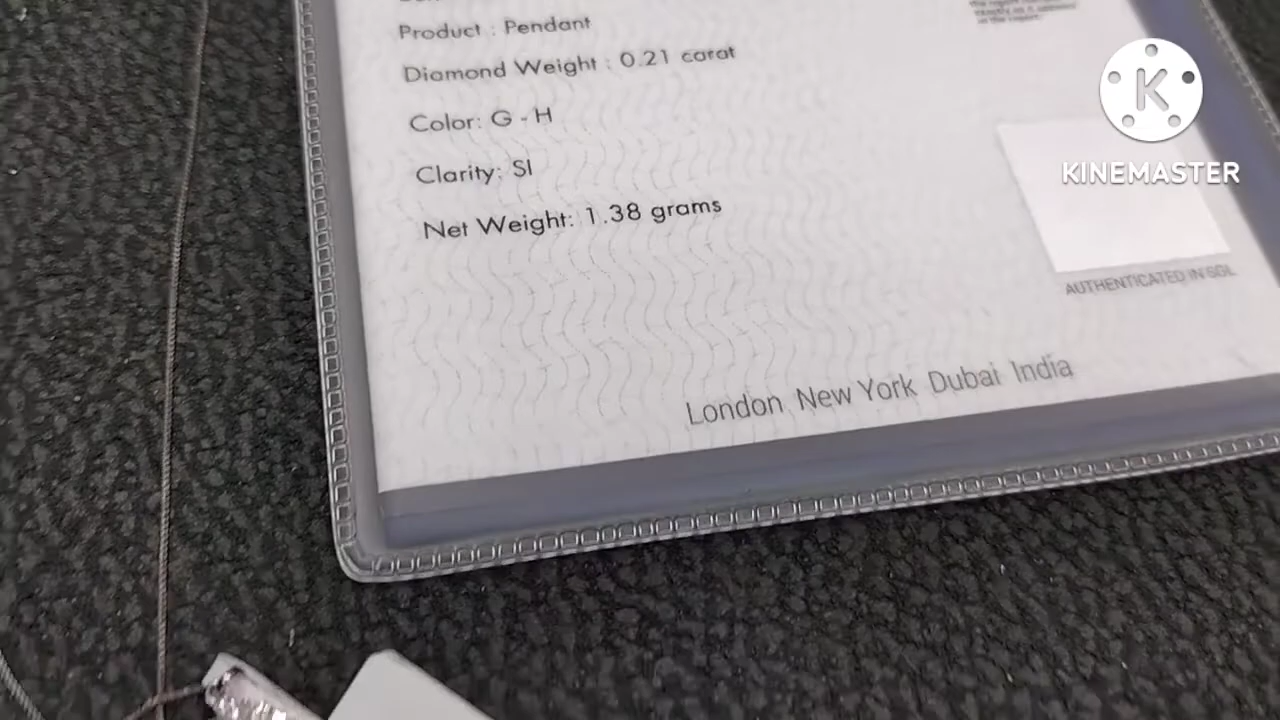 Product : Pendant
Diamond Weight : 0.21 carat
Color: G - H
Clarity: SI
Net Weight: 1.38 grams
K
KINEMASTER
AUTHENTICATED IN SGL
London New York Dubai India